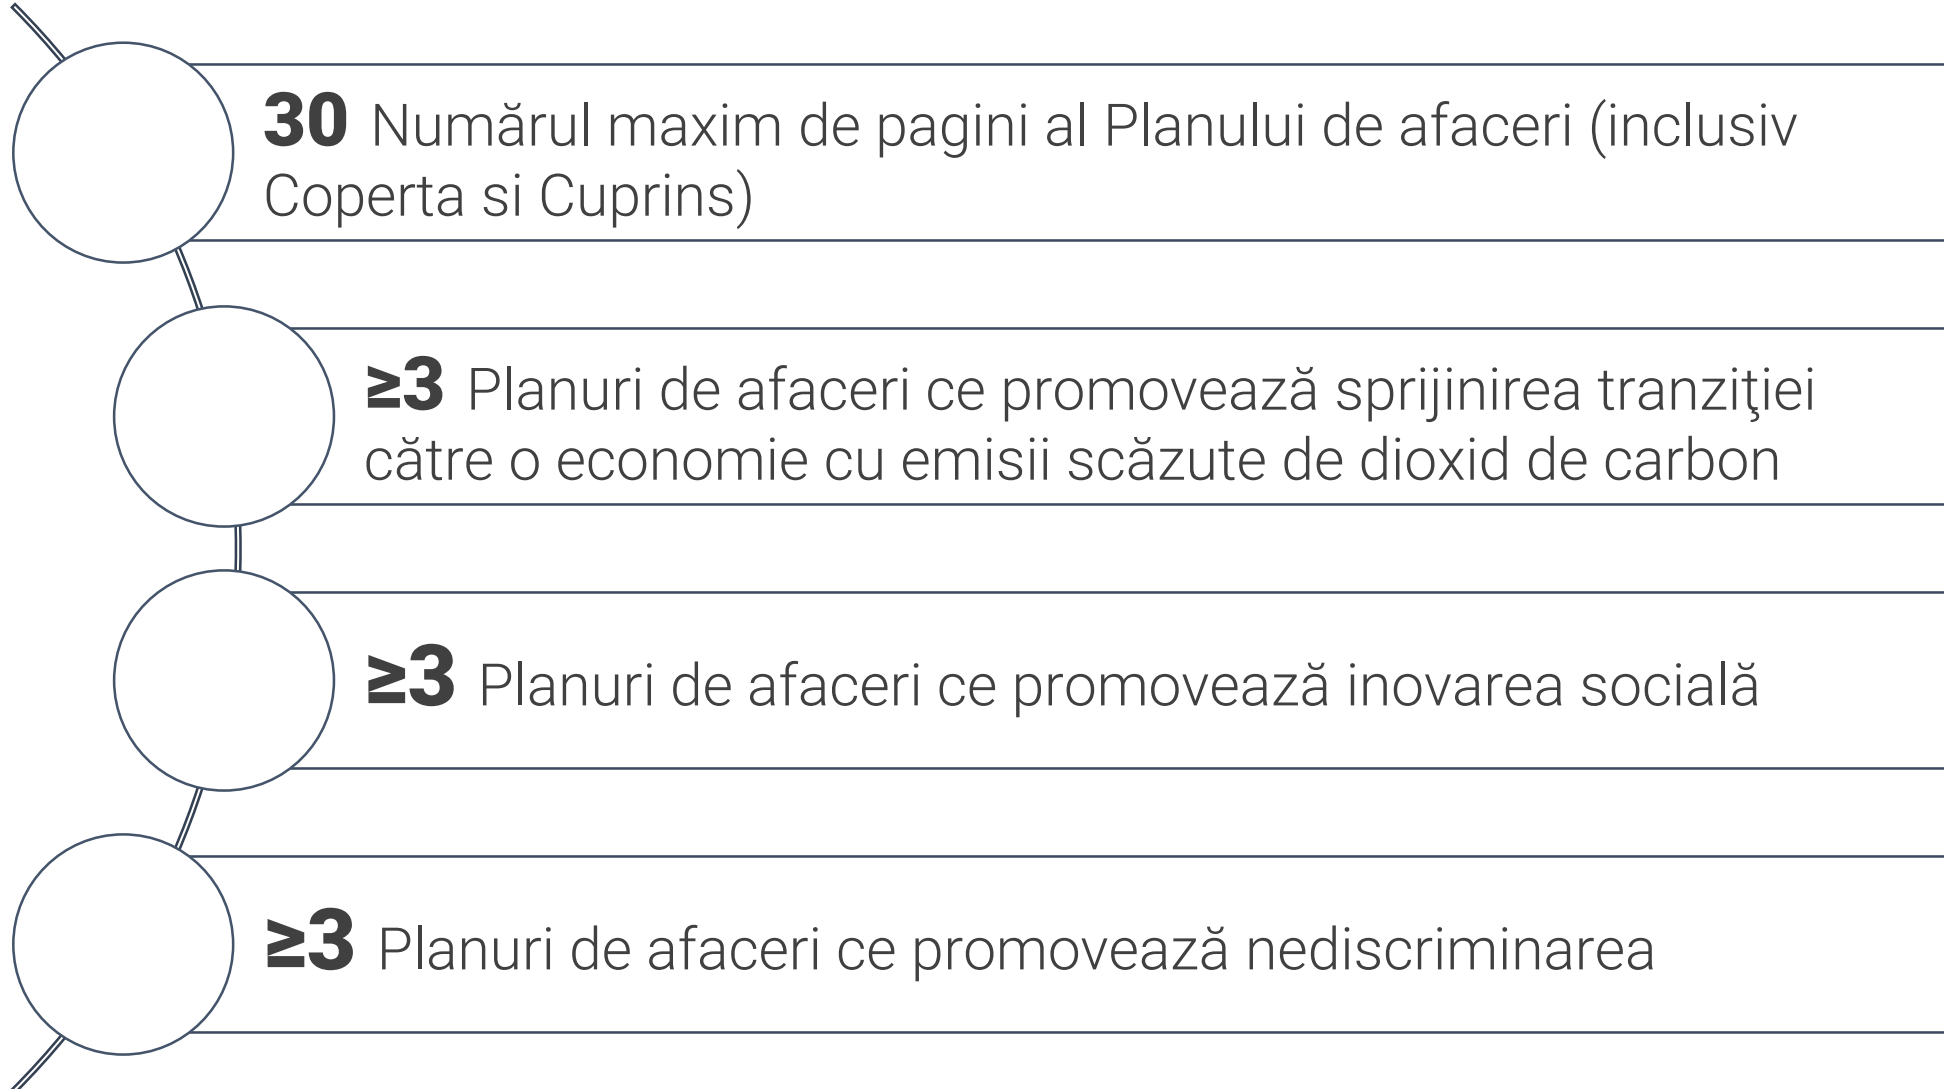 30 Numărul maxim de pagini al Planului de afaceri (inclusiv
Coperta si Cuprins)
≥3 Planuri de afaceri ce promovează sprijinirea tranziţiei
către o economie cu emisii scăzute de dioxid de carbon
≥3 Planuri de afaceri ce promovează inovarea socială
≥3 Planuri de afaceri ce promovează nediscriminarea